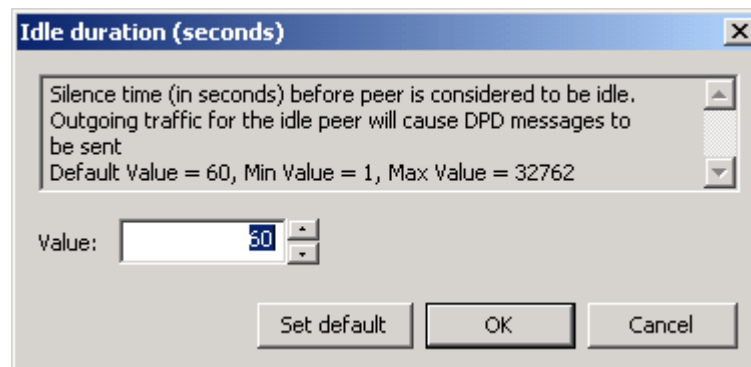 Idle duration (seconds)
Silence time (in seconds) before peer is considered to be idle.
Outgoing traffic for the idle peer will cause DPD messages to
be sent
Default Value = 60, Min Value = 1, Max Value = 32762
Value: 60
Set default OK Cancel